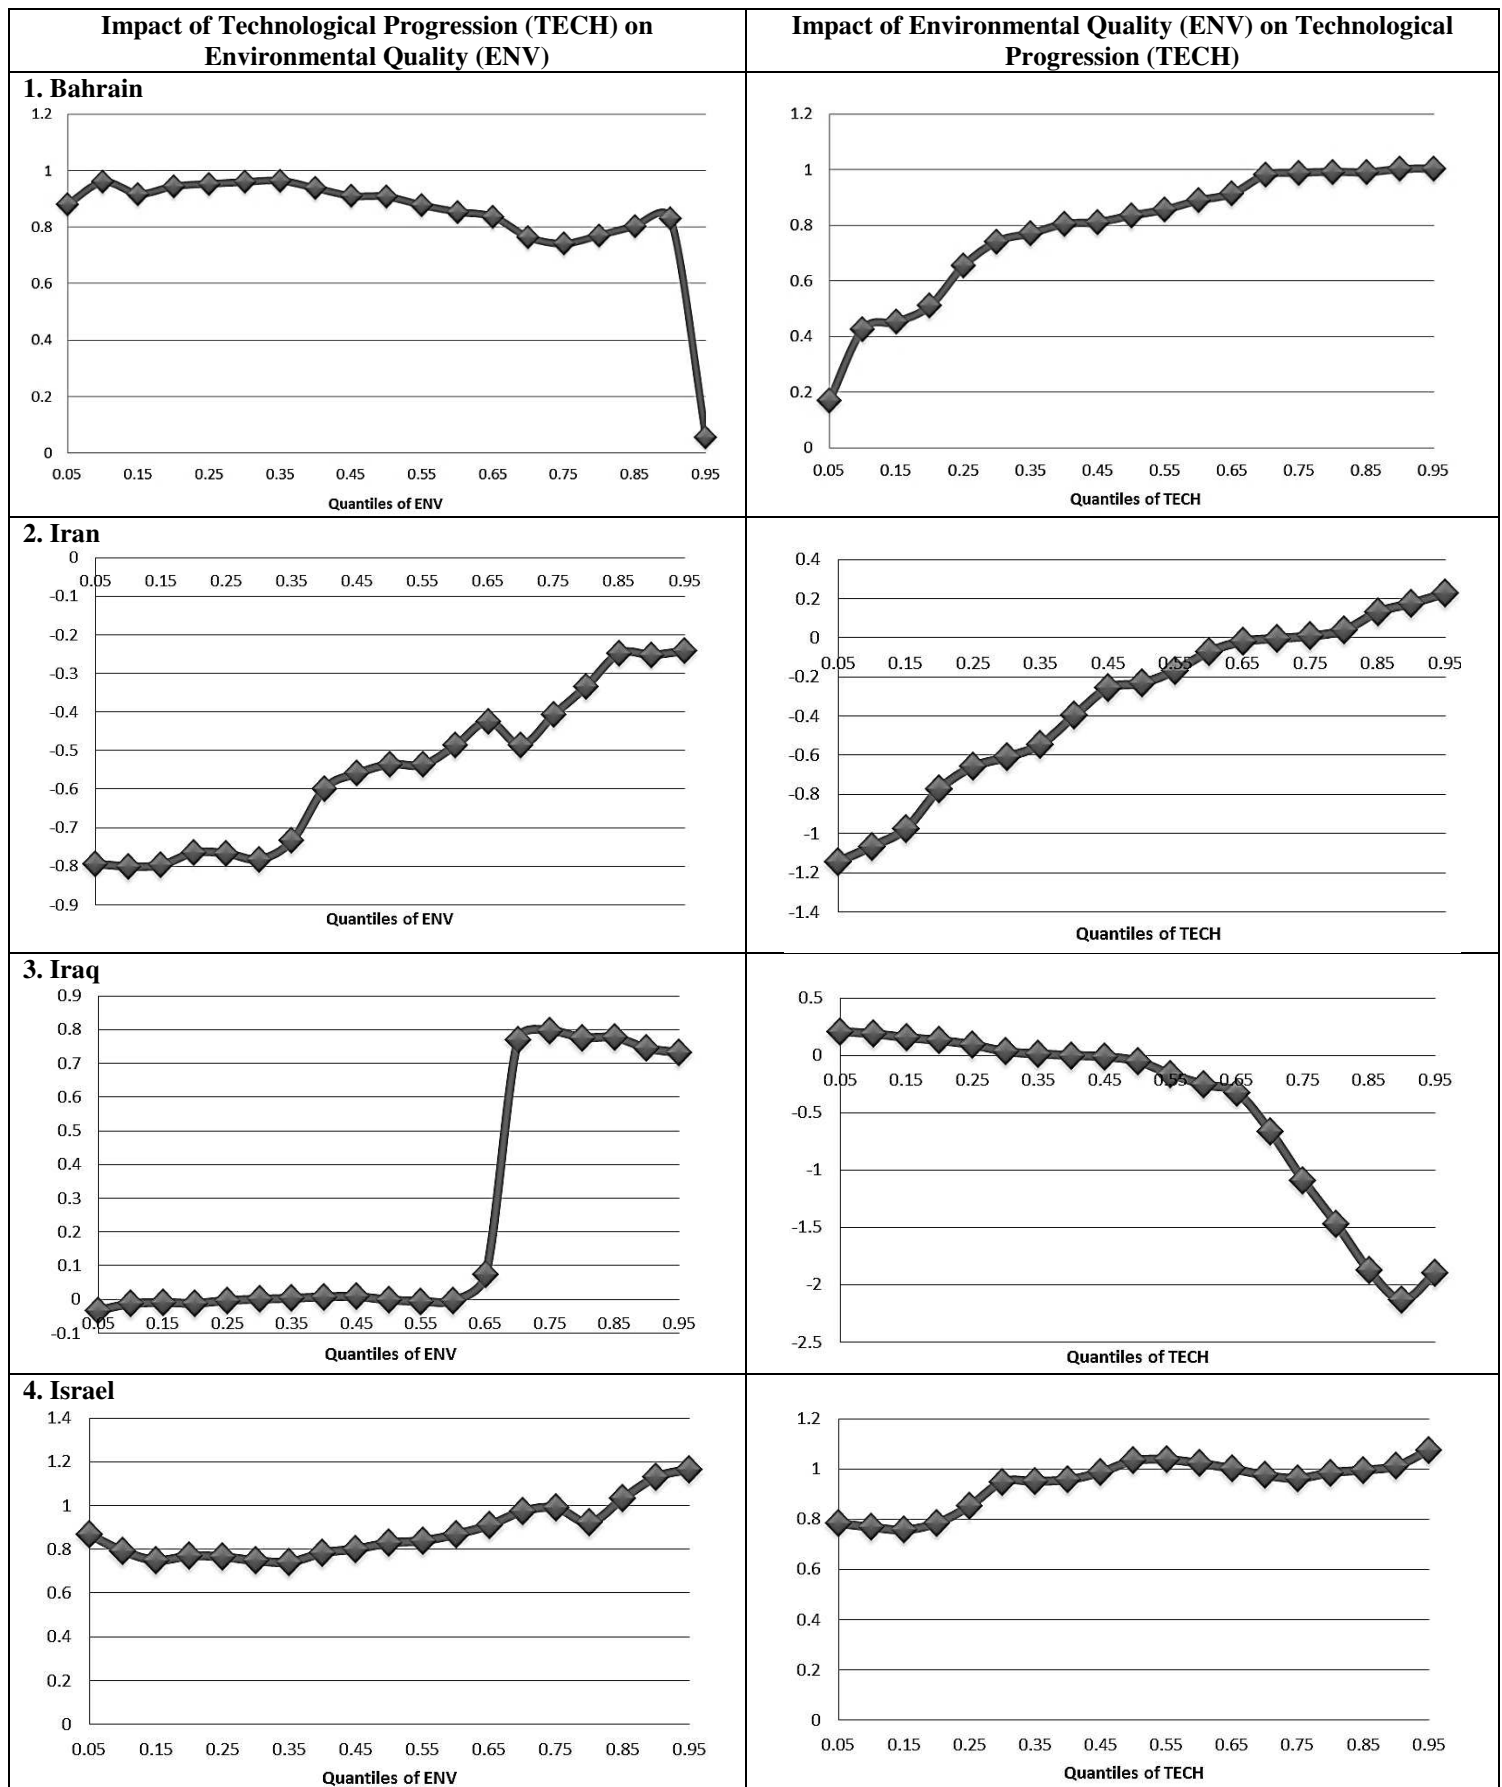 Impact of Technological Progression (TECH) on
Environmental Quality (ENV)
Impact of Environmental Quality (ENV) on Technological
Progression (TECH)
1. Bahrain
1.2
1
0.8
0.6
0.4
0.2
0
0.05 0.15 0.25 0.35 0.45 0.55 0.65 0.75 0.85 0.95
Quantiles of ENV
1.2
1
0.8
0.6
0.4
0.2
0
0.05 0.15 0.25 0.35 0.45 0.55 0.65 0.75 0.85 0.95
Quantiles of TECH
2. Iran
0
0.05 0.15 0.25 0.35 0.45 0.55 0.65 0.75 0.85 0.95
-0.1
-0.2
-0.3
-0.4
-0.5
-0.6
-0.7
-0.8
-0.9
Quantiles of ENV
0.4
0.2
0
0.05 0.15 0.25 0.35 0.45 0.55 0.65 0.75 0.85 0.95
-0.2
-0.4
-0.6
-0.8
-1
-1.2
-1.4
Quantiles of TECH
3. Iraq
0.9
0.8
0.7
0.6
0.5
0.4
0.3
0.2
0.1
0
0.05 0.15 0.25 0.35 0.45 0.55 0.65 0.75 0.85 0.95
-0.1
Quantiles of ENV
0.5
0
0.05 0.15 0.25 0.35 0.45 0.55 0.65 0.75 0.85 0.95
-0.5
-1
-1.5
-2
-2.5
Quantiles of TECH
4. Israel
1.4
1.2
1
0.8
0.6
0.4
0.2
0
0.05 0.15 0.25 0.35 0.45 0.55 0.65 0.75 0.85 0.95
Quantiles of ENV
1.2
1
0.8
0.6
0.4
0.2
0
0.05 0.15 0.25 0.35 0.45 0.55 0.65 0.75 0.85 0.95
Quantiles of TECH